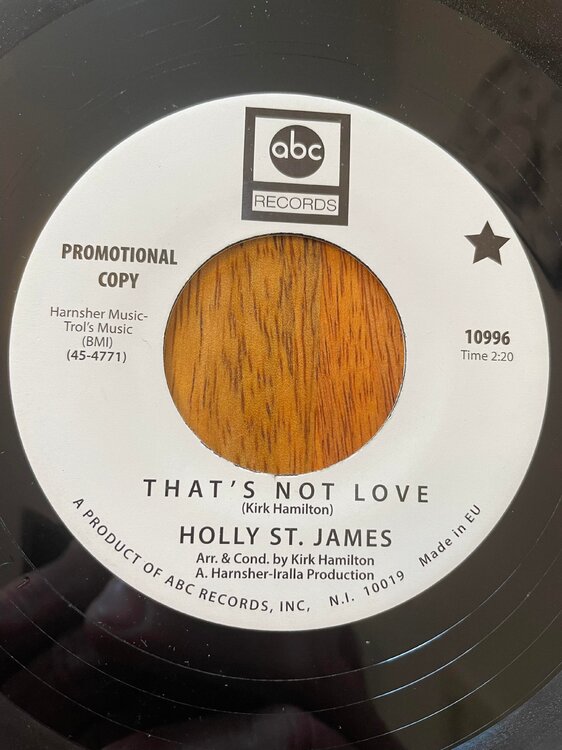 abc
RECORDS
PROMOTIONAL
COPY
Harnsher Music-
Trol's Music
(BMI)
(45-4771)
10996
Time 2:20
THAT'S NOT LOVE
(Kirk Hamilton)
HOLLY ST. JAMES
Arr. & Cond. by Kirk Hamilton
A. Harnsher-Iralla Production
A PRODUCT OF ABC RECORDS, INC, N.I. 10019 Made in EU